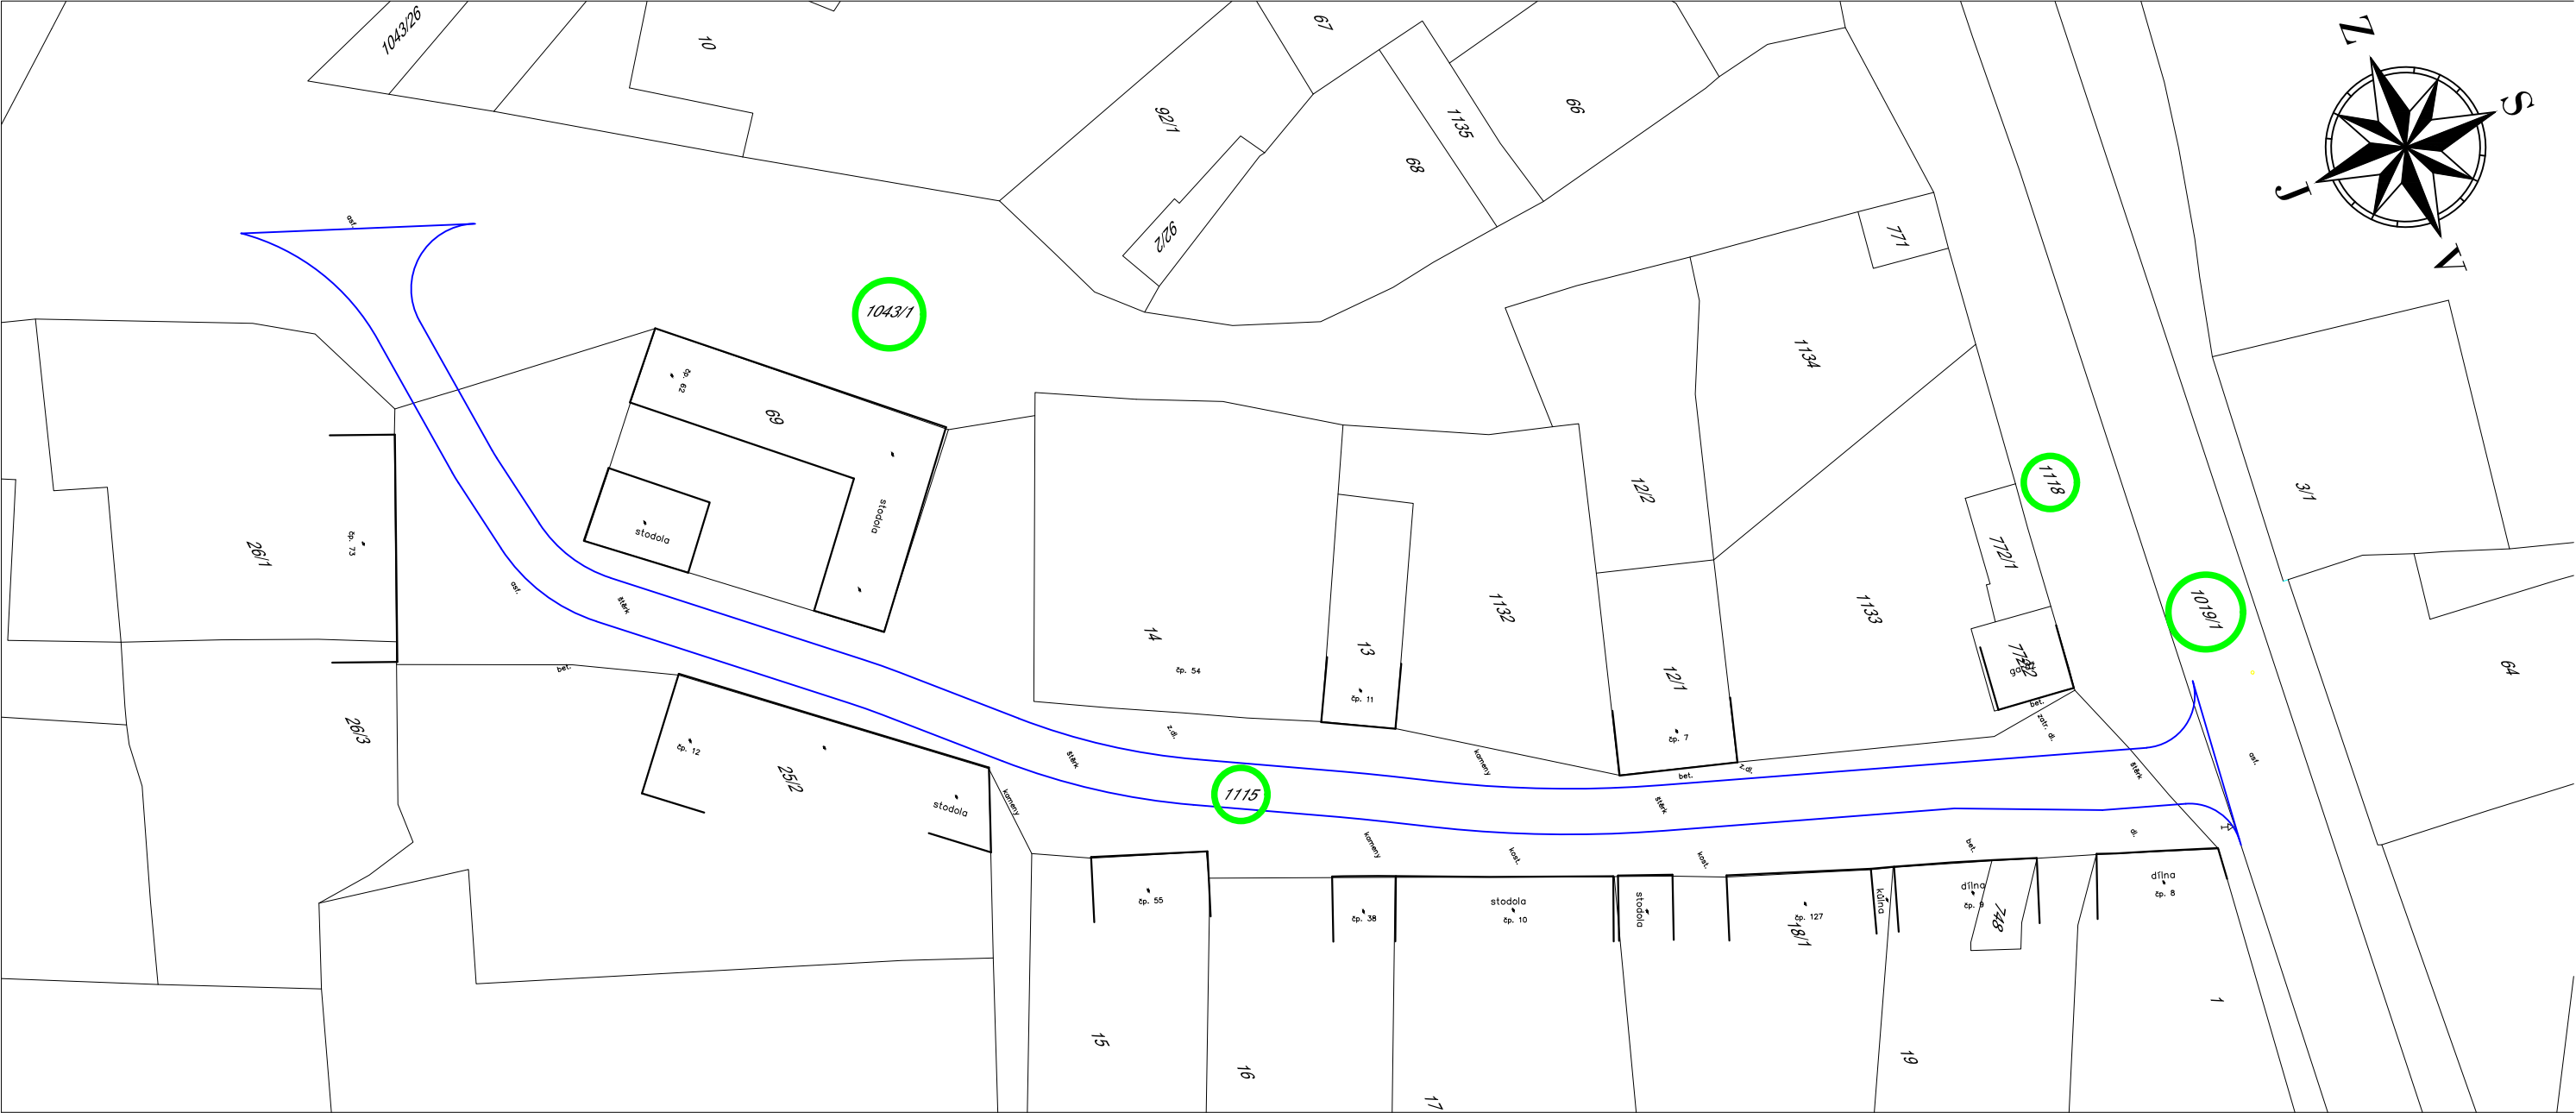 1043/26
10
67
Z
92/1
1135
66
S
68
J
92/2
771
V
asf.
1043/1
1134
čp. 62
69
1118
12/2
3/1
stodola
stodola
26/1
čp. 73
772/1
asf.
štěrk
1132
1133
1019/1
14
13
bet.
čp. 54
čp. 11
12/1
64
26/3
z.dl.
čp. 7
bet.
zatr. dl.
čp. 12
25/2
štěrk
kameny
bet.
z.dl.
štěrk
asf.
stodola
kameny
1115
štěrk
kameny
kost.
kost.
bet.
dl.
čp. 55
čp. 38
stodola
čp. 10
stodola
čp. 127
18/1
kůlna
dílna
čp. 9
748
dílna
čp. 8
15
16
17
19
1